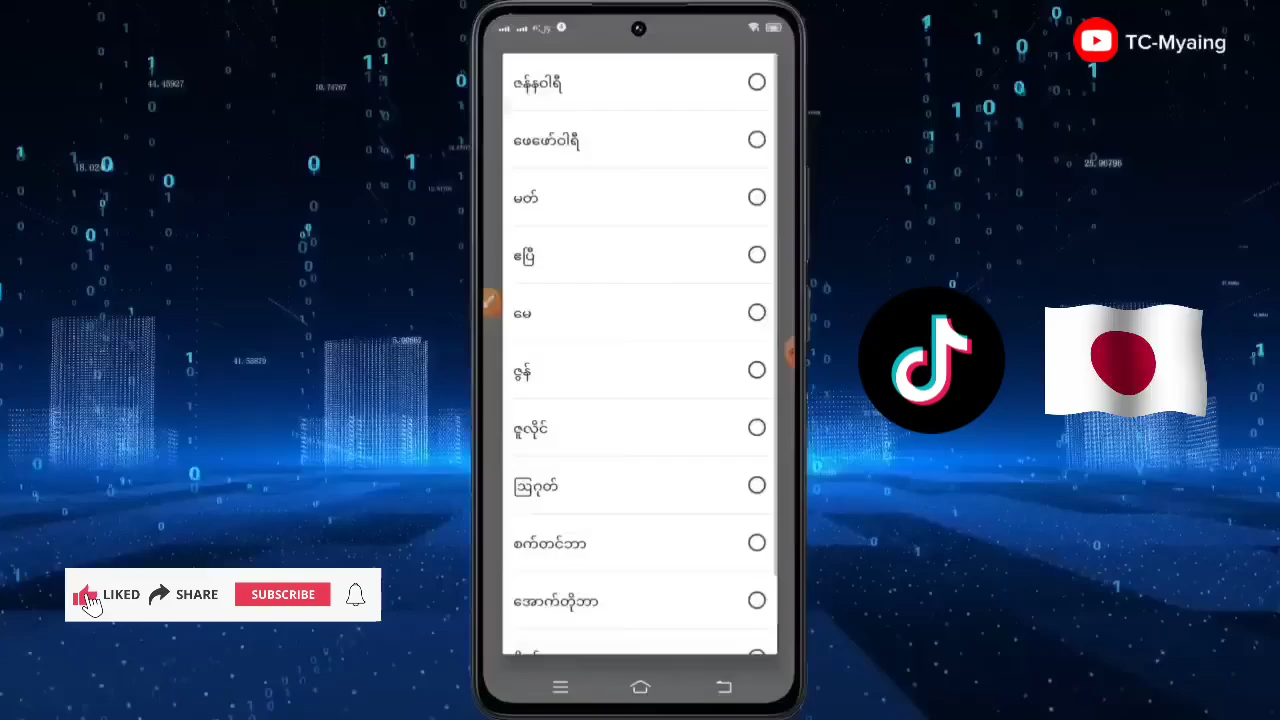 TC-Myaing
ဇန်နဝါရီ
ဖေဖော်ဝါရီ
မတ်
ဧပြီ
မေ
ဇွန်
ဇူလိုင်
ဩဂုတ်
စက်တင်ဘာ
အောက်တိုဘာ
LIKED SHARE SUBSCRIBE